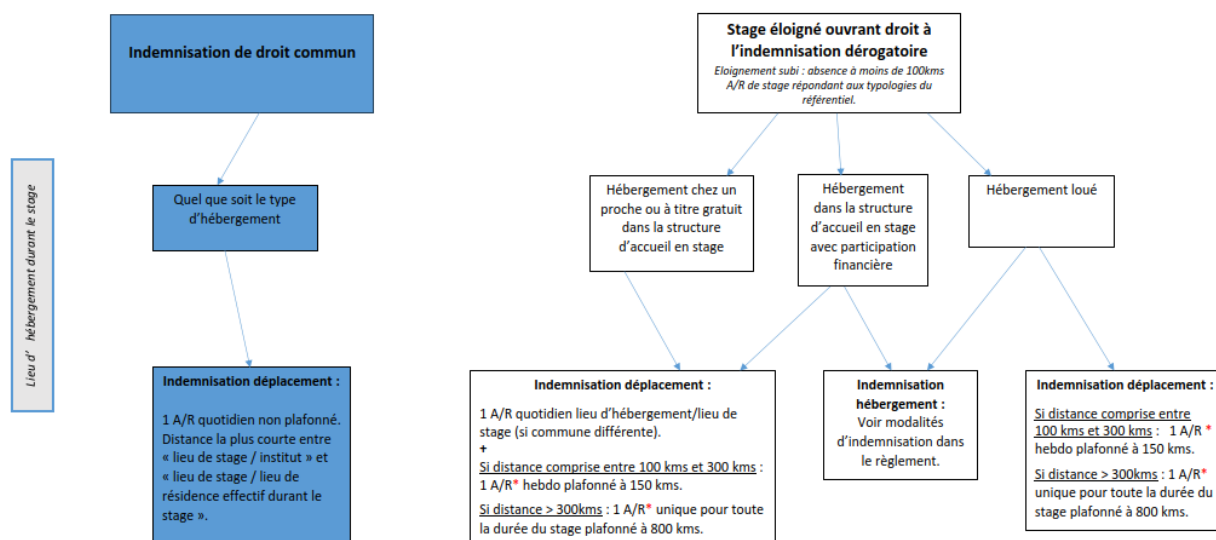 Indemnisation de droit commun
Stage éloigné ouvrant droit à
l'indemnisation dérogatoire
Eloignement subi : absence à moins de 100kms
A/R de stage répondant aux typologies du
référentiel.
Lieu d' hébergement durant le stage
Quel que soit le type
d'hébergement
Hébergement chez un
proche ou à titre gratuit
dans la structure
d'accueil en stage
Hébergement
dans la structure
d'accueil en stage
avec participation
financière
Hébergement loué
Indemnisation déplacement :
1 A/R quotidien non plafonné.
Distance la plus courte entre
« lieu de stage / institut » et
« lieu de stage / lieu de
résidence effectif durant le
stage ».
Indemnisation déplacement :
1 A/R quotidien lieu d'hébergement/lieu de
stage (si commune différente).
+
Si distance comprise entre 100 kms et 300 kms :
1 A/R* hebdo plafonné à 150 kms.
Si distance > 300kms : 1 A/R* unique pour toute
la durée du stage plafonné à 800 kms.
Indemnisation
hébergement :
Voir modalités
d'indemnisation dans
le règlement.
Indemnisation déplacement :
Si distance comprise entre
100 kms et 300 kms : 1 A/R *
hebdo plafonné à 150 kms.
Si distance > 300kms : 1 A/R*
unique pour toute la durée du
stage plafonné à 800 kms.